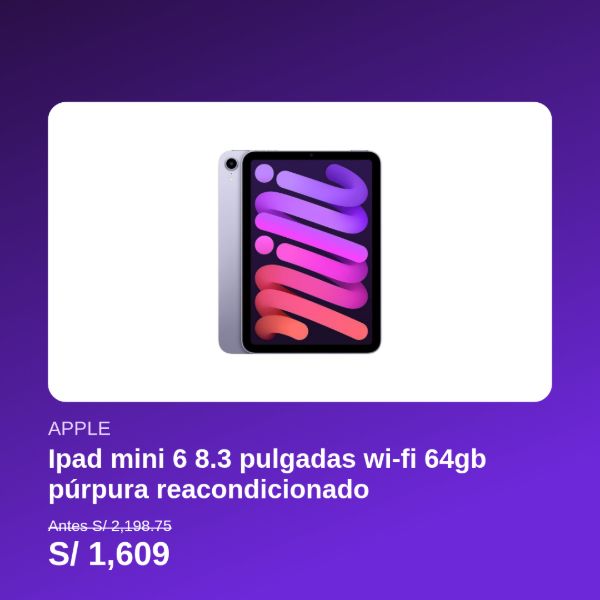 APPLE
Ipad mini 6 8.3 pulgadas wi-fi 64gb
púrpura reacondicionado
Antes S/ 2,198.75
S/ 1,609